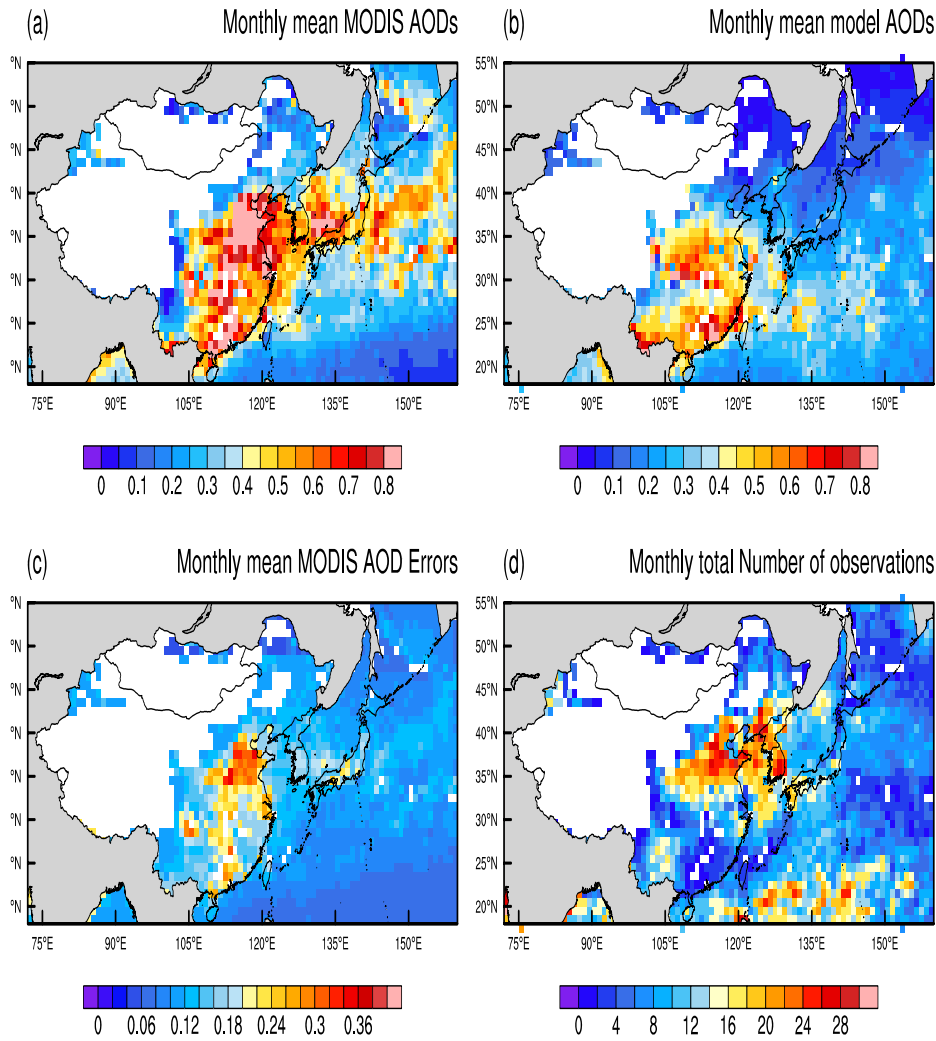 (a) Monthly mean MODIS AODs
(b) Monthly mean model AODs
°N
°N
°N
°N
°N
°N
°N
°N
75°E 90°E 105°E 120°E 135°E 150°E
55°N
50°N
45°N
40°N
35°N
30°N
25°N
20°N
75°E 90°E 105°E 120°E 135°E 150°E
0 0.1 0.2 0.3 0.4 0.5 0.6 0.7 0.8
0 0.1 0.2 0.3 0.4 0.5 0.6 0.7 0.8
(c) Monthly mean MODIS AOD Errors
(d) Monthly total Number of observations
°N
°N
°N
°N
°N
°N
°N
°N
75°E 90°E 105°E 120°E 135°E 150°E
55°N
50°N
45°N
40°N
35°N
30°N
25°N
20°N
75°E 90°E 105°E 120°E 135°E 150°E
0 0.06 0.12 0.18 0.24 0.3 0.36
0 4 8 12 16 20 24 28